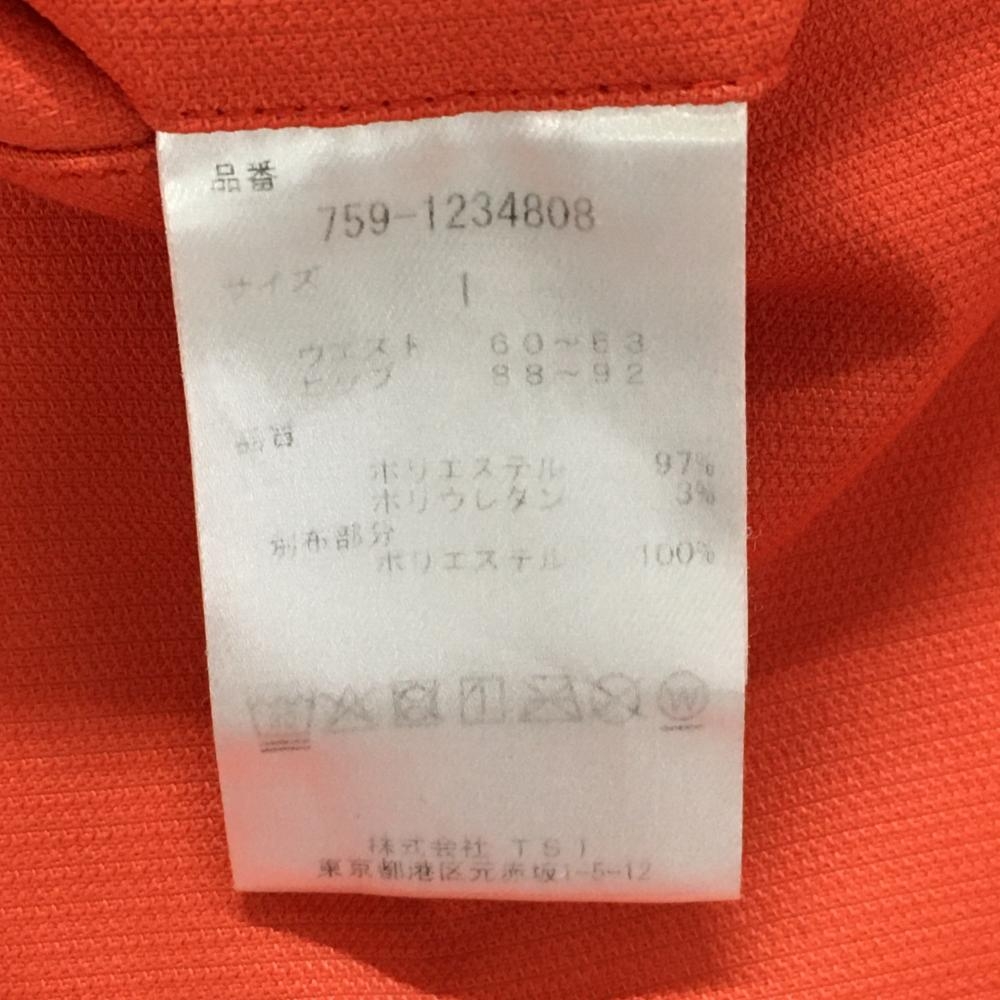 品番
759-1234808
サイズ
ウエスト 60～63
ヒップ 88～92
品質
ポリエステル 97%
ポリウレタン 3%
別布部分
ポリエステル 100%
W
株式会社 TSI
東京都港区元赤坂1-5-12